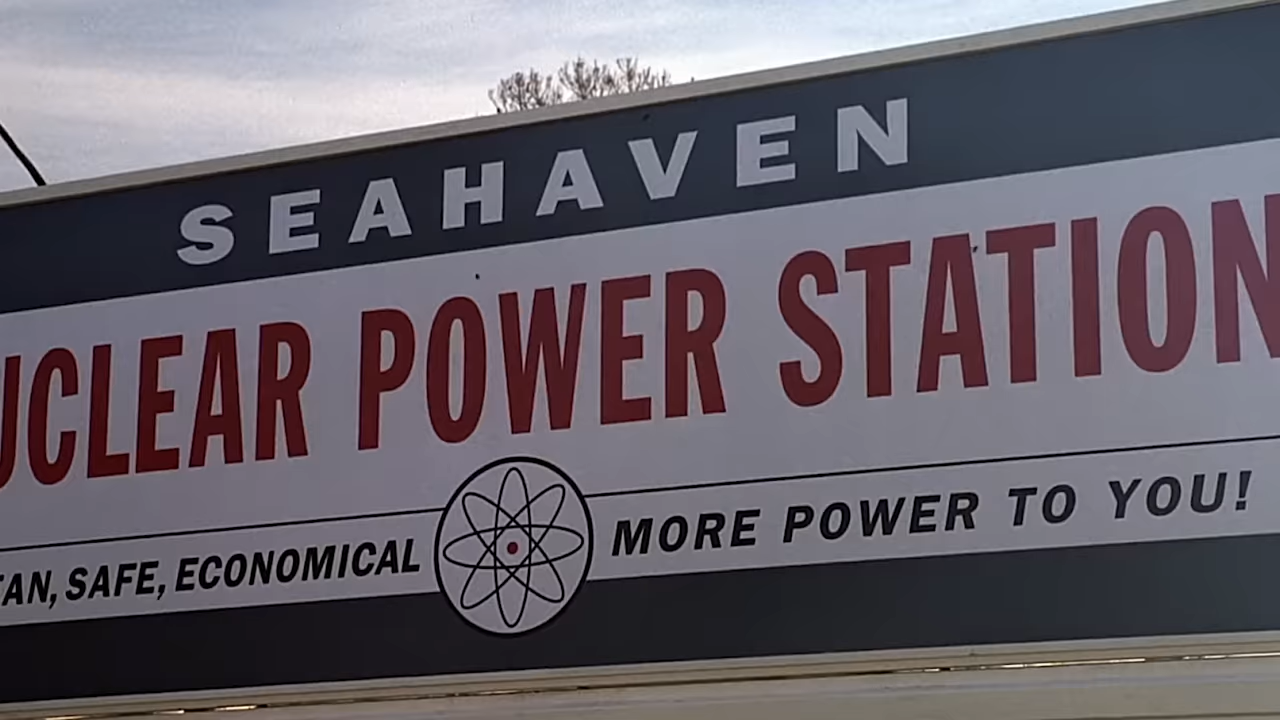 SEAHAVEN
UCLEAR POWER STATION
AN, SAFE, ECONOMICAL MORE POWER TO YOU!